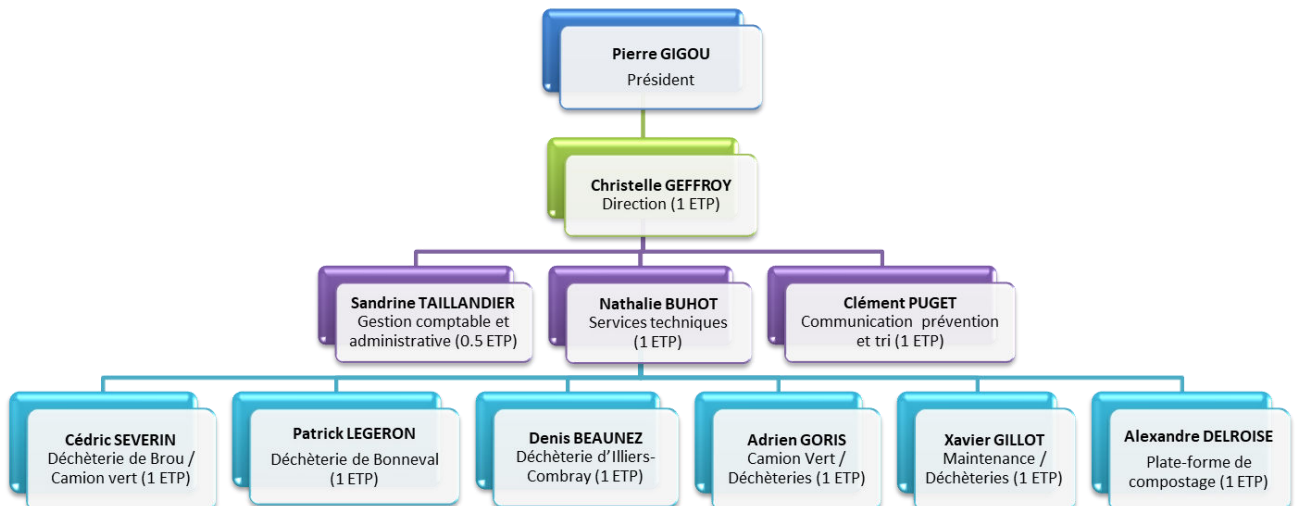 Pierre GIGOU
Président
Christelle GEFFROY
Direction (1 ETP)
Sandrine TAILLANDIER
Gestion comptable et
administrative (0.5 ETP)
Nathalie BUHOT
Services techniques
(1 ETP)
Clément PUGET
Communication prévention
et tri (1 ETP)
Cédric SEVERIN
Déchèterie de Brou /
Camion vert (1 ETP)
Patrick LEGERON
Déchèterie de Bonneval
(1 ETP)
Denis BEAUNEZ
Déchèterie d'Illiers-
Combray (1 ETP)
Adrien GORIS
Camion Vert /
Déchèteries (1 ETP)
Xavier GILLOT
Maintenance /
Déchèteries (1 ETP)
Alexandre DELROISE
Plate-forme de
compostage (1 ETP)